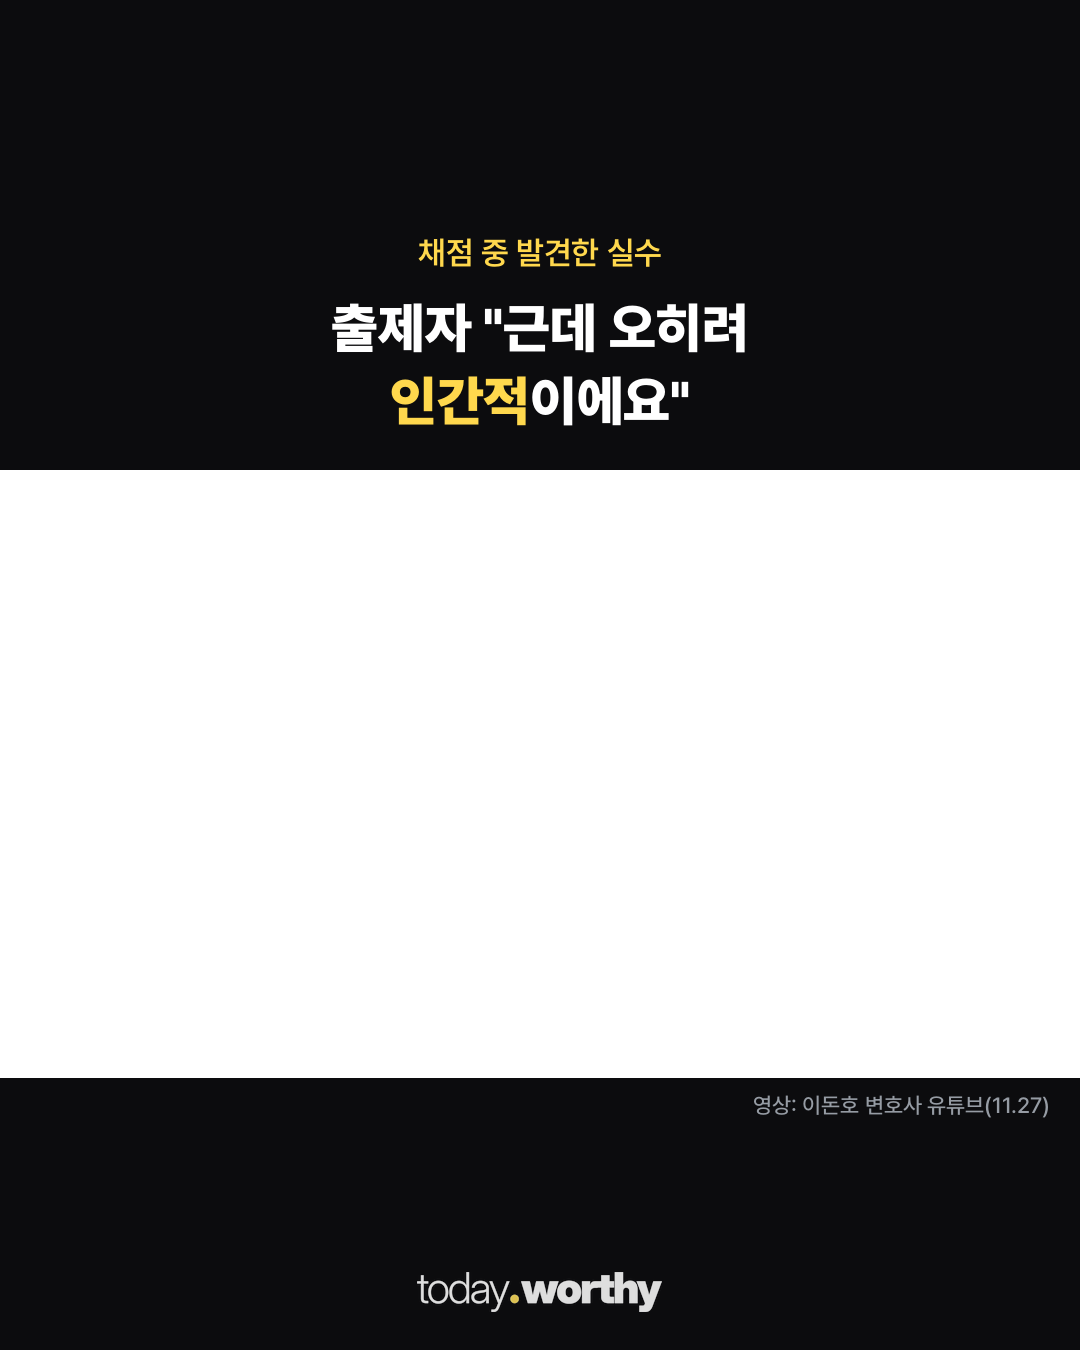 채점 중 발견한 실수
출제자 "근데 오히려
인간적이에요"
영상: 이돈호 변호사 유튜브(11.27)
today.worthy